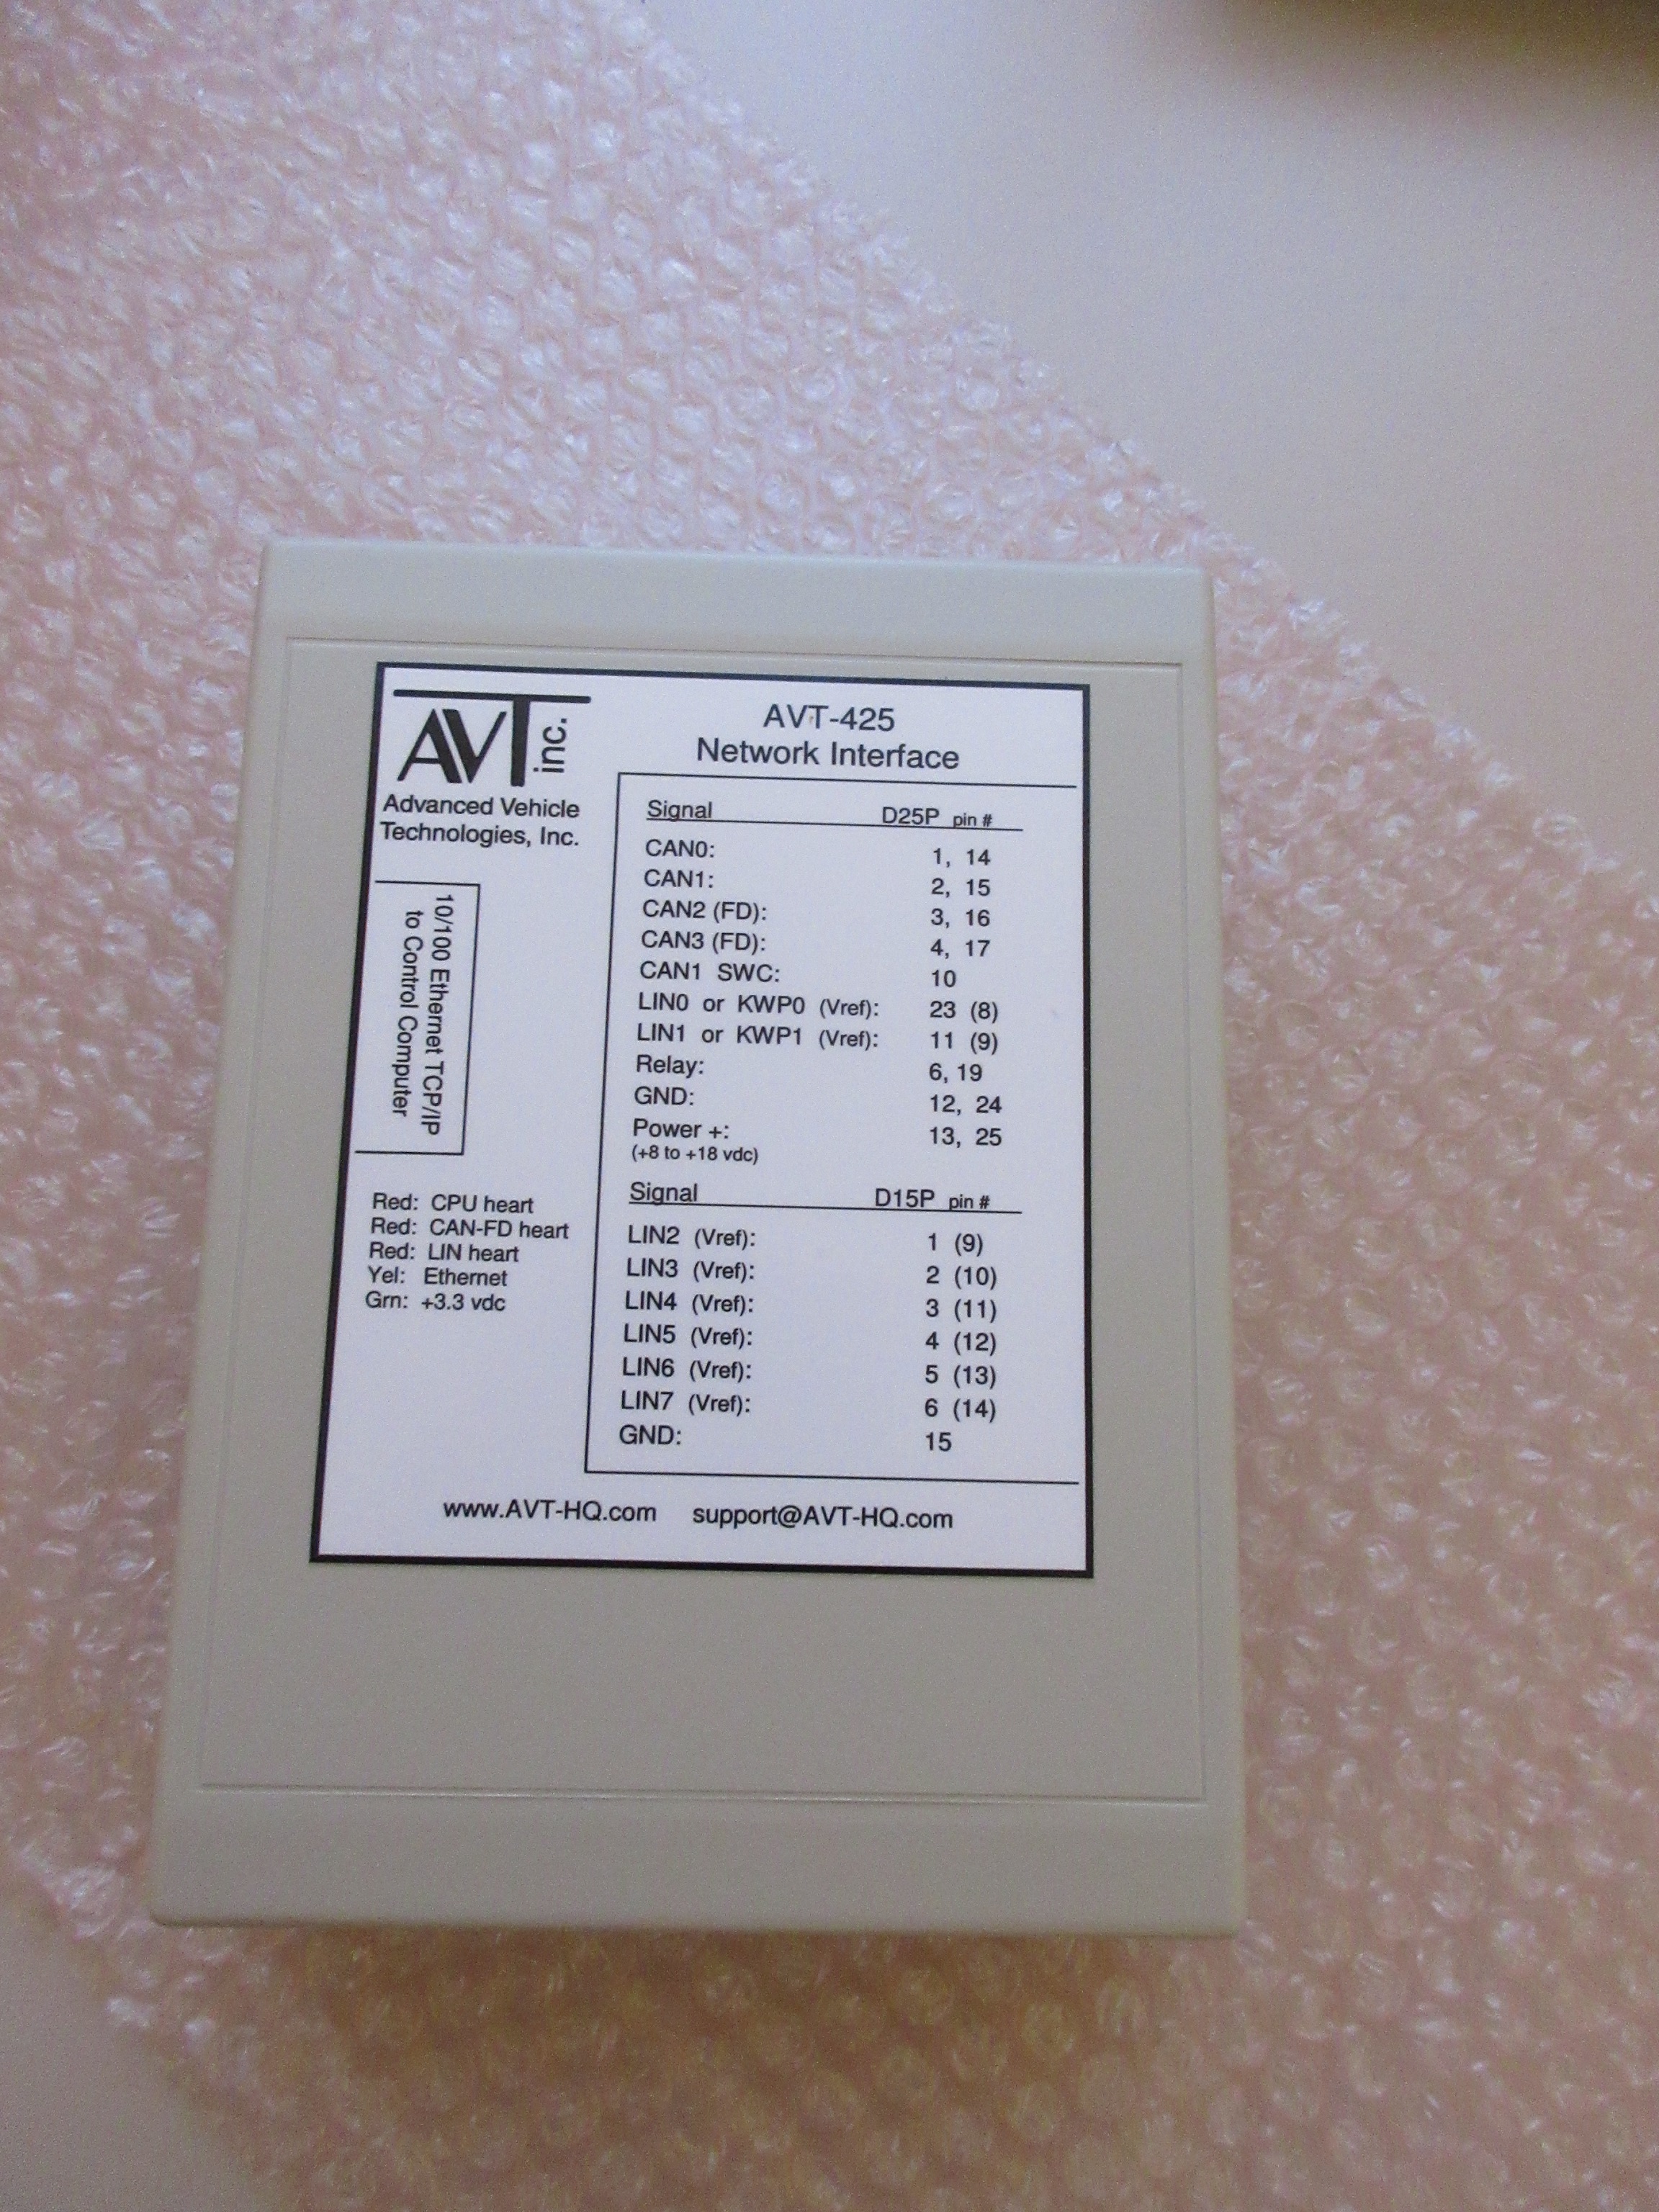 AVT inc.
Advanced Vehicle
Technologies, Inc.
10/100 Ethernet TCP/IP
to Control Computer
Red: CPU heart
Red: CAN-FD heart
Red: LIN heart
Yel: Ethernet
Grn: +3.3 vdc
AVT-425
Network Interface
Signal D25P pin #
CAN0: 1, 14
CAN1: 2, 15
CAN2 (FD): 3, 16
CAN3 (FD): 4, 17
CAN1 SWC: 10
LIN0 or KWP0 (Vref): 23 (8)
LIN1 or KWP1 (Vref): 11 (9)
Relay: 6, 19
GND: 12, 24
Power +: 13, 25
(+8 to +18 vdc)
Signal D15P pin #
LIN2 (Vref): 1 (9)
LIN3 (Vref): 2 (10)
LIN4 (Vref): 3 (11)
LIN5 (Vref): 4 (12)
LIN6 (Vref): 5 (13)
LIN7 (Vref): 6 (14)
GND: 15
www.AVT-HQ.com support@AVT-HQ.com